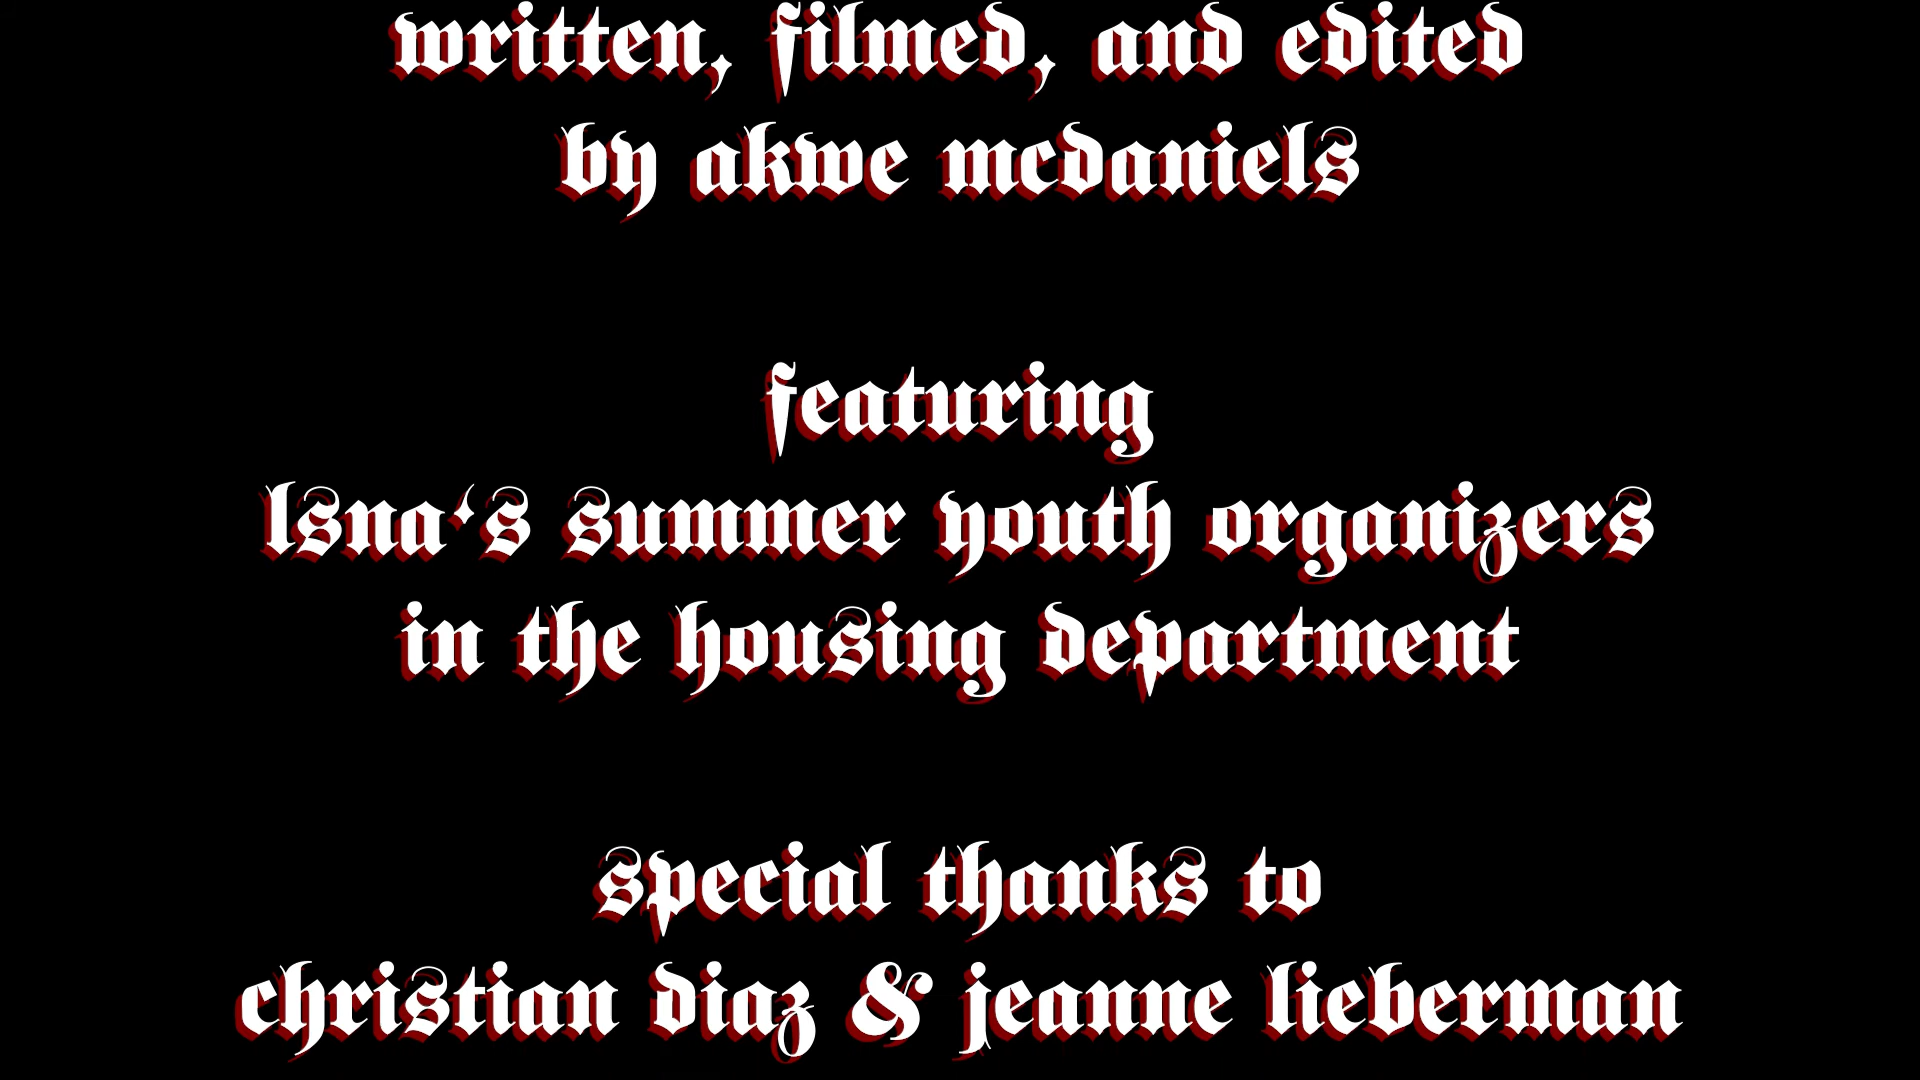 written, filmed, and edited
by akwe mcdaniels
featuring
lsna‘s summer youth organizers
in the housing department
special thanks to
christian diaz & jeanne lieberman